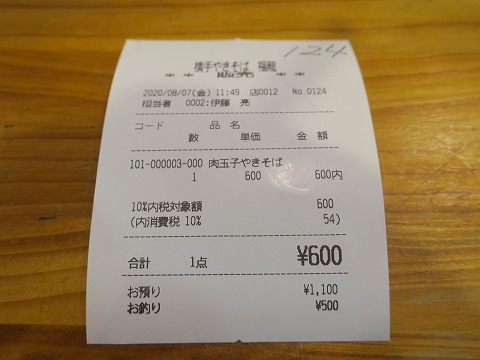 124
横手やきそば 福龍
** 販売 **
2020/08/07(金) 11:49 店0012 No 0124
担当者 0002:伊藤 亮
コード 品 名
数 単価 金 額
101-000003-000 肉玉子やきそば
1 600 600内
10%内税対象額 600
(内消費税 10% 54)
合計 1点 ¥600
お預り ¥1,100
お釣り ¥500